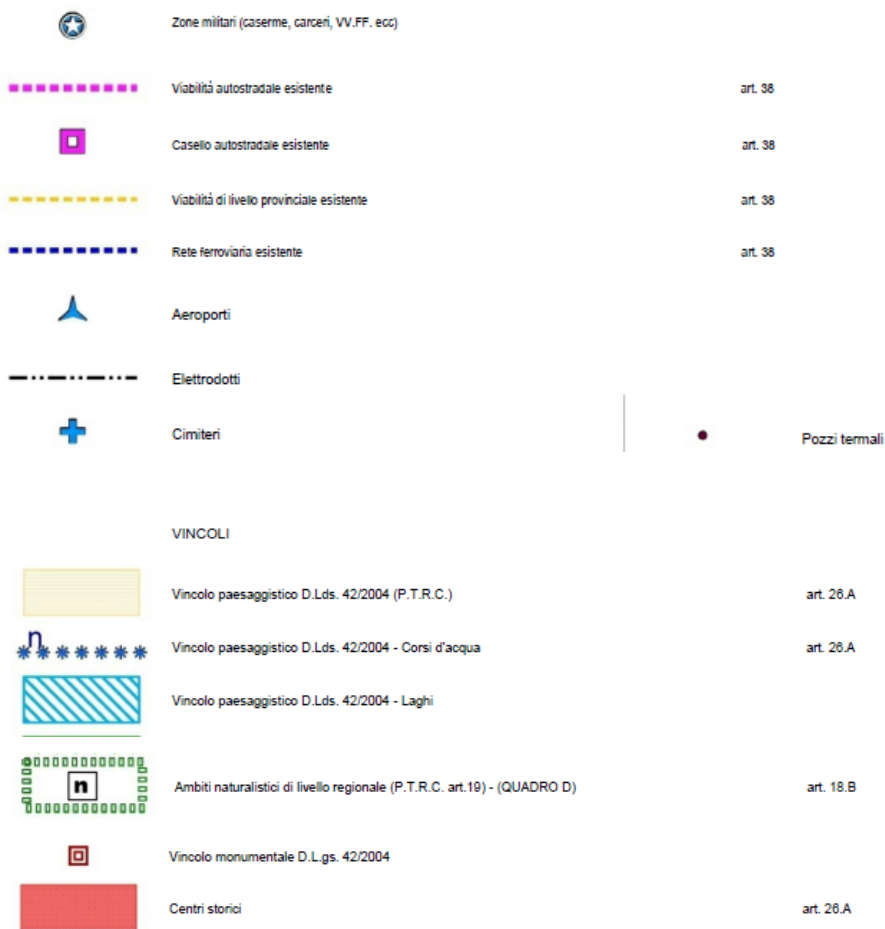 Zone militari (caserme, carceri, VV.FF. ecc)
Viabilità autostradale esistente art. 38
Casello autostradale esistente art. 38
Viabilità di livello provinciale esistente art. 38
Rete ferroviaria esistente art. 38
Aeroporti
Elettrodotti
Cimiteri Pozzi termali
VINCOLI
Vincolo paesaggistico D.Lds. 42/2004 (P.T.R.C.) art. 26.A
n Vincolo paesaggistico D.Lds. 42/2004 - Corsi d'acqua art. 26.A
Vincolo paesaggistico D.Lds. 42/2004 - Laghi
n Ambiti naturalistici di livello regionale (P.T.R.C. art.19) - (QUADRO D) art. 18.B
Vincolo monumentale D.L.gs. 42/2004
Centri storici art. 26.A